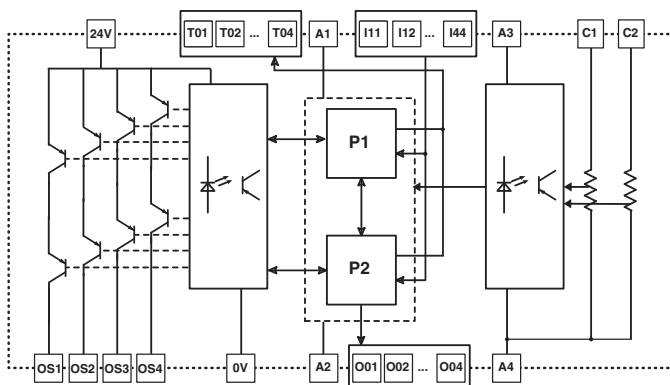 24V T01 T02 ... T04 A1 I11 I12 ... I44 A3 C1 C2
P1
P2
OS1 OS2 OS3 OS4 0V A2 O01 O02 ... O04 A4